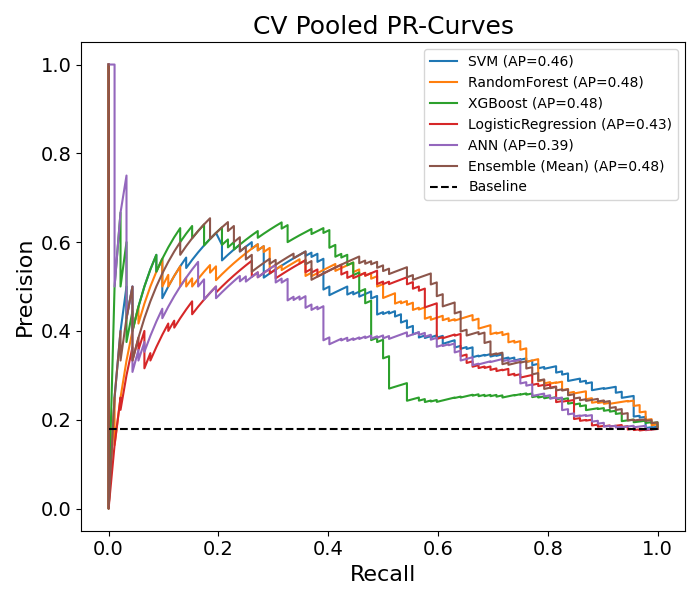 CV Pooled PR-Curves
SVM (AP=0.46)
RandomForest (AP=0.48)
XGBoost (AP=0.48)
LogisticRegression (AP=0.43)
ANN (AP=0.39)
Ensemble (Mean) (AP=0.48)
Baseline
Precision
1.0
0.8
0.6
0.4
0.2
0.0
0.0 0.2 0.4 0.6 0.8 1.0
Recall